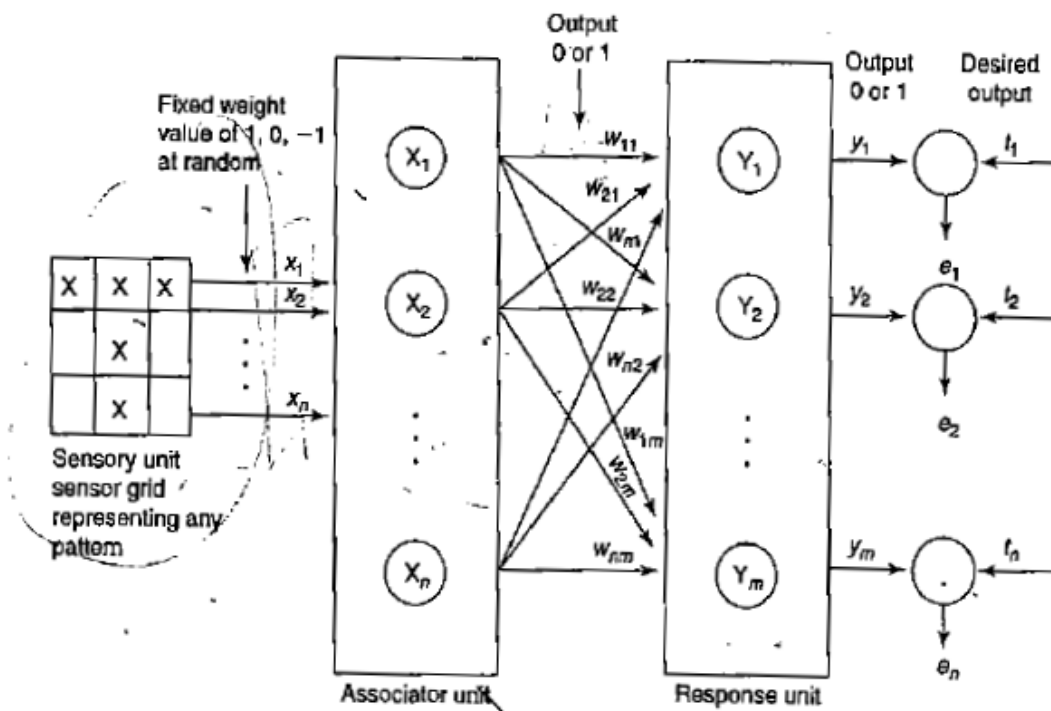 Output
0 or 1
Output
0 or 1
Desired
output
Fixed weight
value of 1, 0, −1
at random
X₁
w₁₁
Y₁
y₁
t₁
w₂₁
wₘ₁
e₁
X X X
x₁
x₂
X₂
w₂₂
Y₂
y₂
t₂
X
wₙ₂
X
xₙ
w₁ₘ
e₂
w₂ₘ
Sensory unit
sensor grid
representing any
pattern
Xₙ
wₙₘ
Yₘ
yₘ
tₙ
eₙ
Associator unit
Response unit